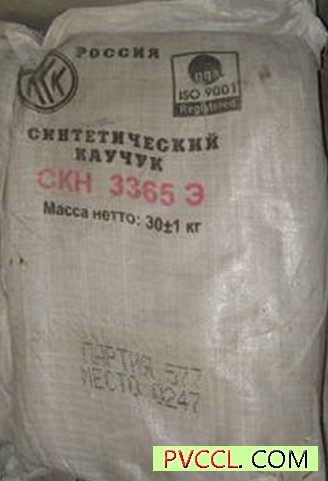 РОССИЯ
nqa
ISO 9001
Registered
СИНТЕТИЧЕСКИЙ
КАУЧУК
СКН 3365 Э
Масса нетто: 30±1 кг
ПАРТИЯ 577
МЕСТО 0247
PVCCL.COM